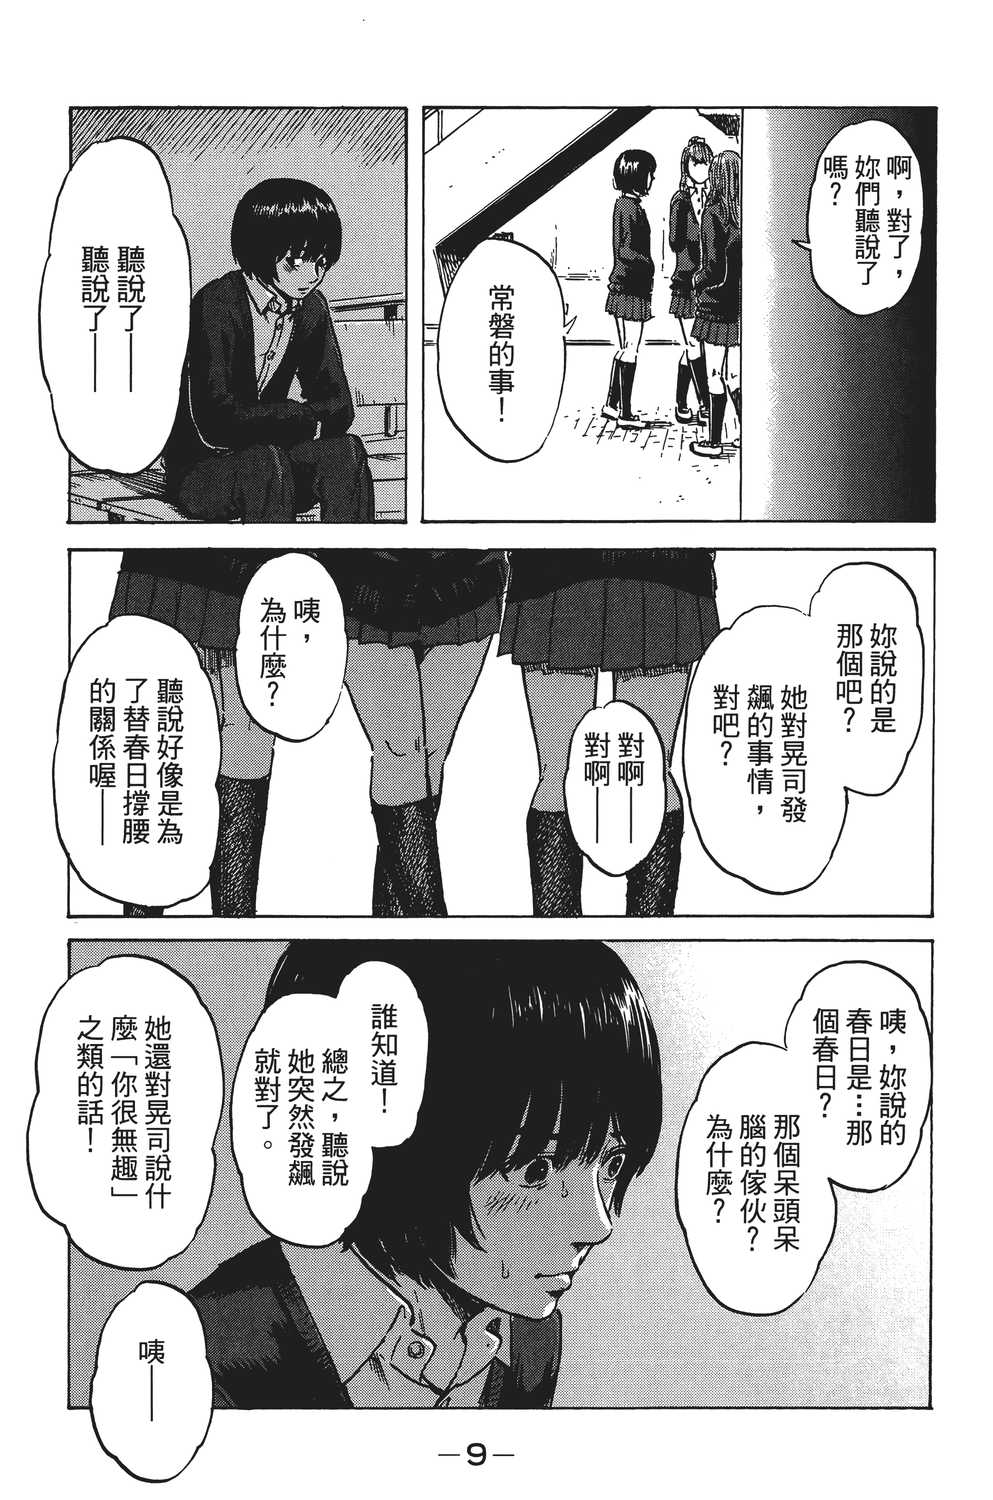 啊，對了，
妳們聽說了
嗎？
常磐的事！
聽說了——
聽說了——
妳說的是
那個吧？
她對晃司發
飆的事情，
對吧？
對啊——
對啊——
咦，
為什麼？
聽說好像是為
了替春日撐腰
的關係喔——
咦，妳說的
春日是…那
個春日？
那個呆頭呆
腦的傢伙？
為什麼？
誰知道！
總之，聽說
她突然發飆
就對了。
她還對晃司說什
麼「你很無趣」
之類的話！
咦——
—9—